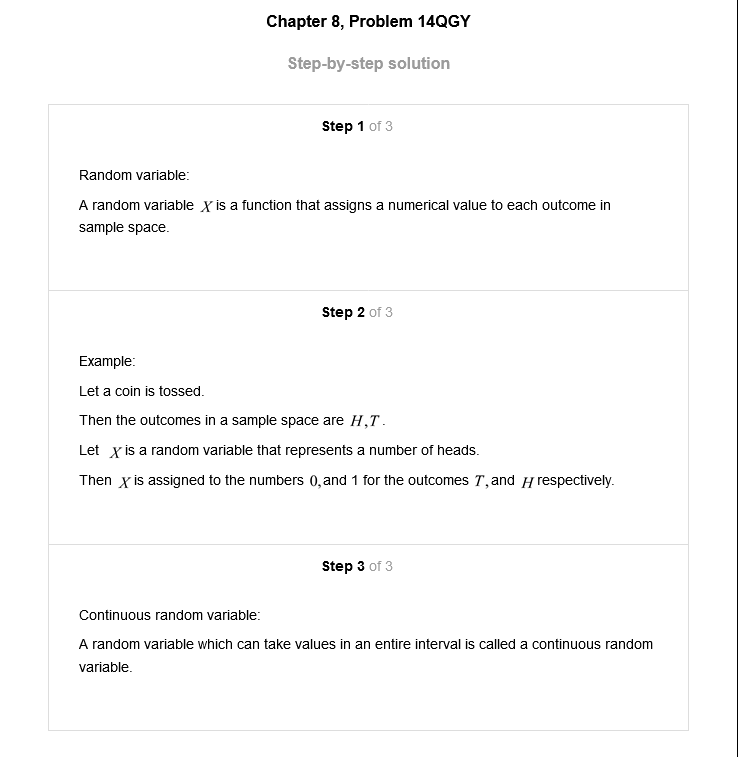 Chapter 8, Problem 14QGY
Step-by-step solution
Step 1 of 3
Random variable:
A random variable X is a function that assigns a numerical value to each outcome in
sample space.
Step 2 of 3
Example:
Let a coin is tossed.
Then the outcomes in a sample space are H,T.
Let X is a random variable that represents a number of heads.
Then X is assigned to the numbers 0, and 1 for the outcomes T, and H respectively.
Step 3 of 3
Continuous random variable:
A random variable which can take values in an entire interval is called a continuous random
variable.